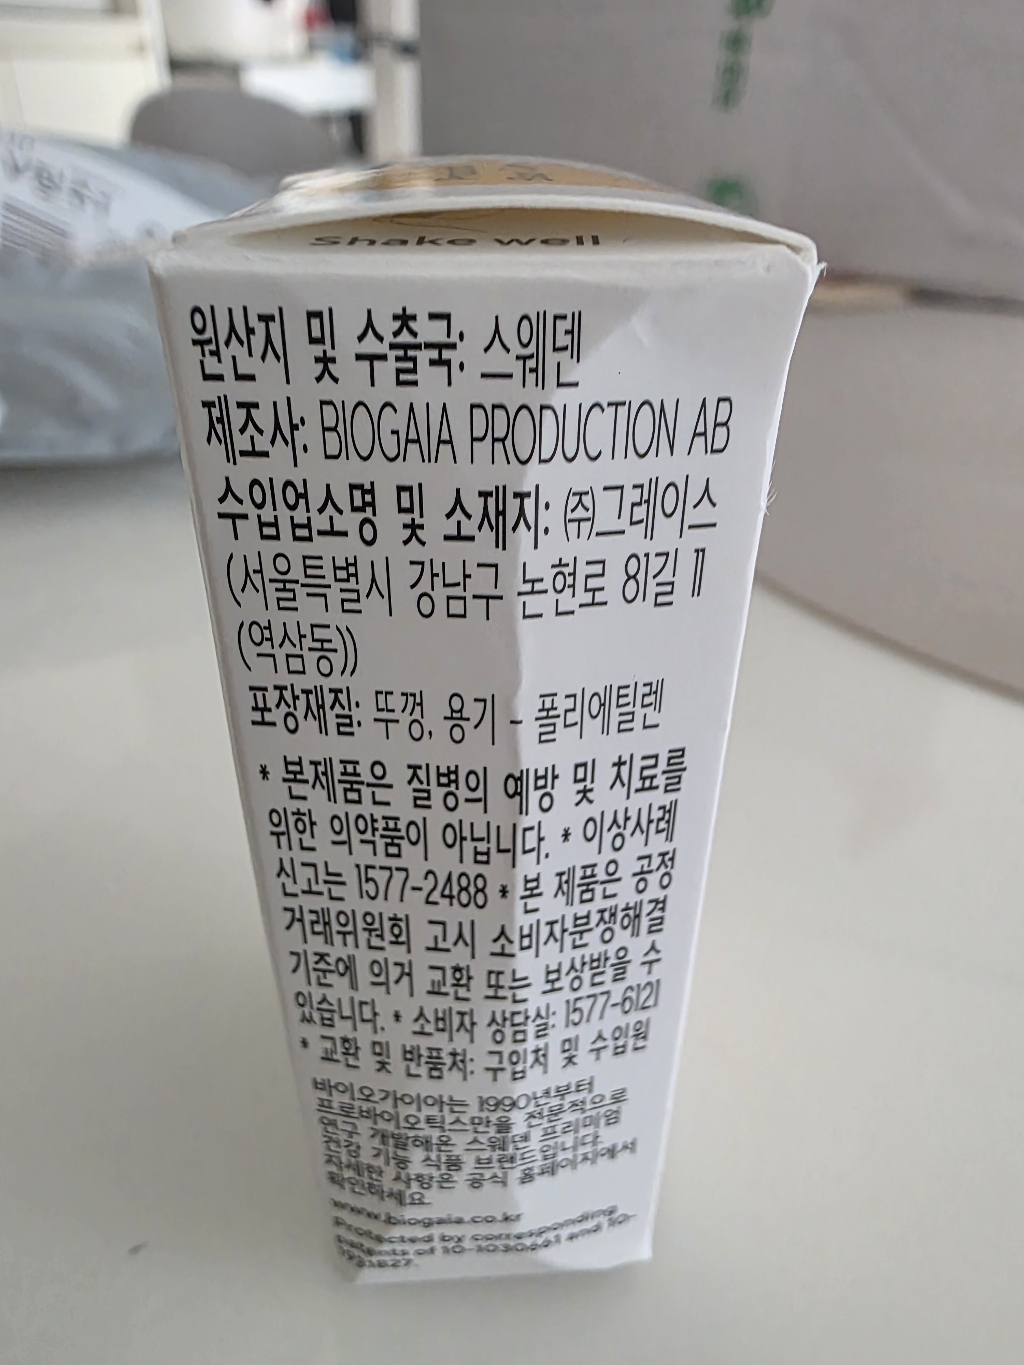 Shake well
원산지 및 수출국: 스웨덴
제조사: BIOGAIA PRODUCTION AB
수입업소명 및 소재지: ㈜그레이스
(서울특별시 강남구 논현로 81길 11
(역삼동))
포장재질: 뚜껑, 용기 - 폴리에틸렌
* 본제품은 질병의 예방 및 치료를
위한 의약품이 아닙니다. * 이상사례
신고는 1577-2488 * 본 제품은 공정
거래위원회 고시 소비자분쟁해결
기준에 의거 교환 또는 보상받을 수
있습니다. * 소비자 상담실: 1577-6121
* 교환 및 반품처: 구입처 및 수입원
바이오가이아는 1990년부터
프로바이오틱스만을 전문적으로
연구 개발해온 스웨덴 프리미엄
건강 기능 식품 브랜드입니다.
자세한 사항은 공식 홈페이지에서
확인하세요.
www.biogaia.co.kr
Protected by corresponding
patents of 10-1030661 and 10-